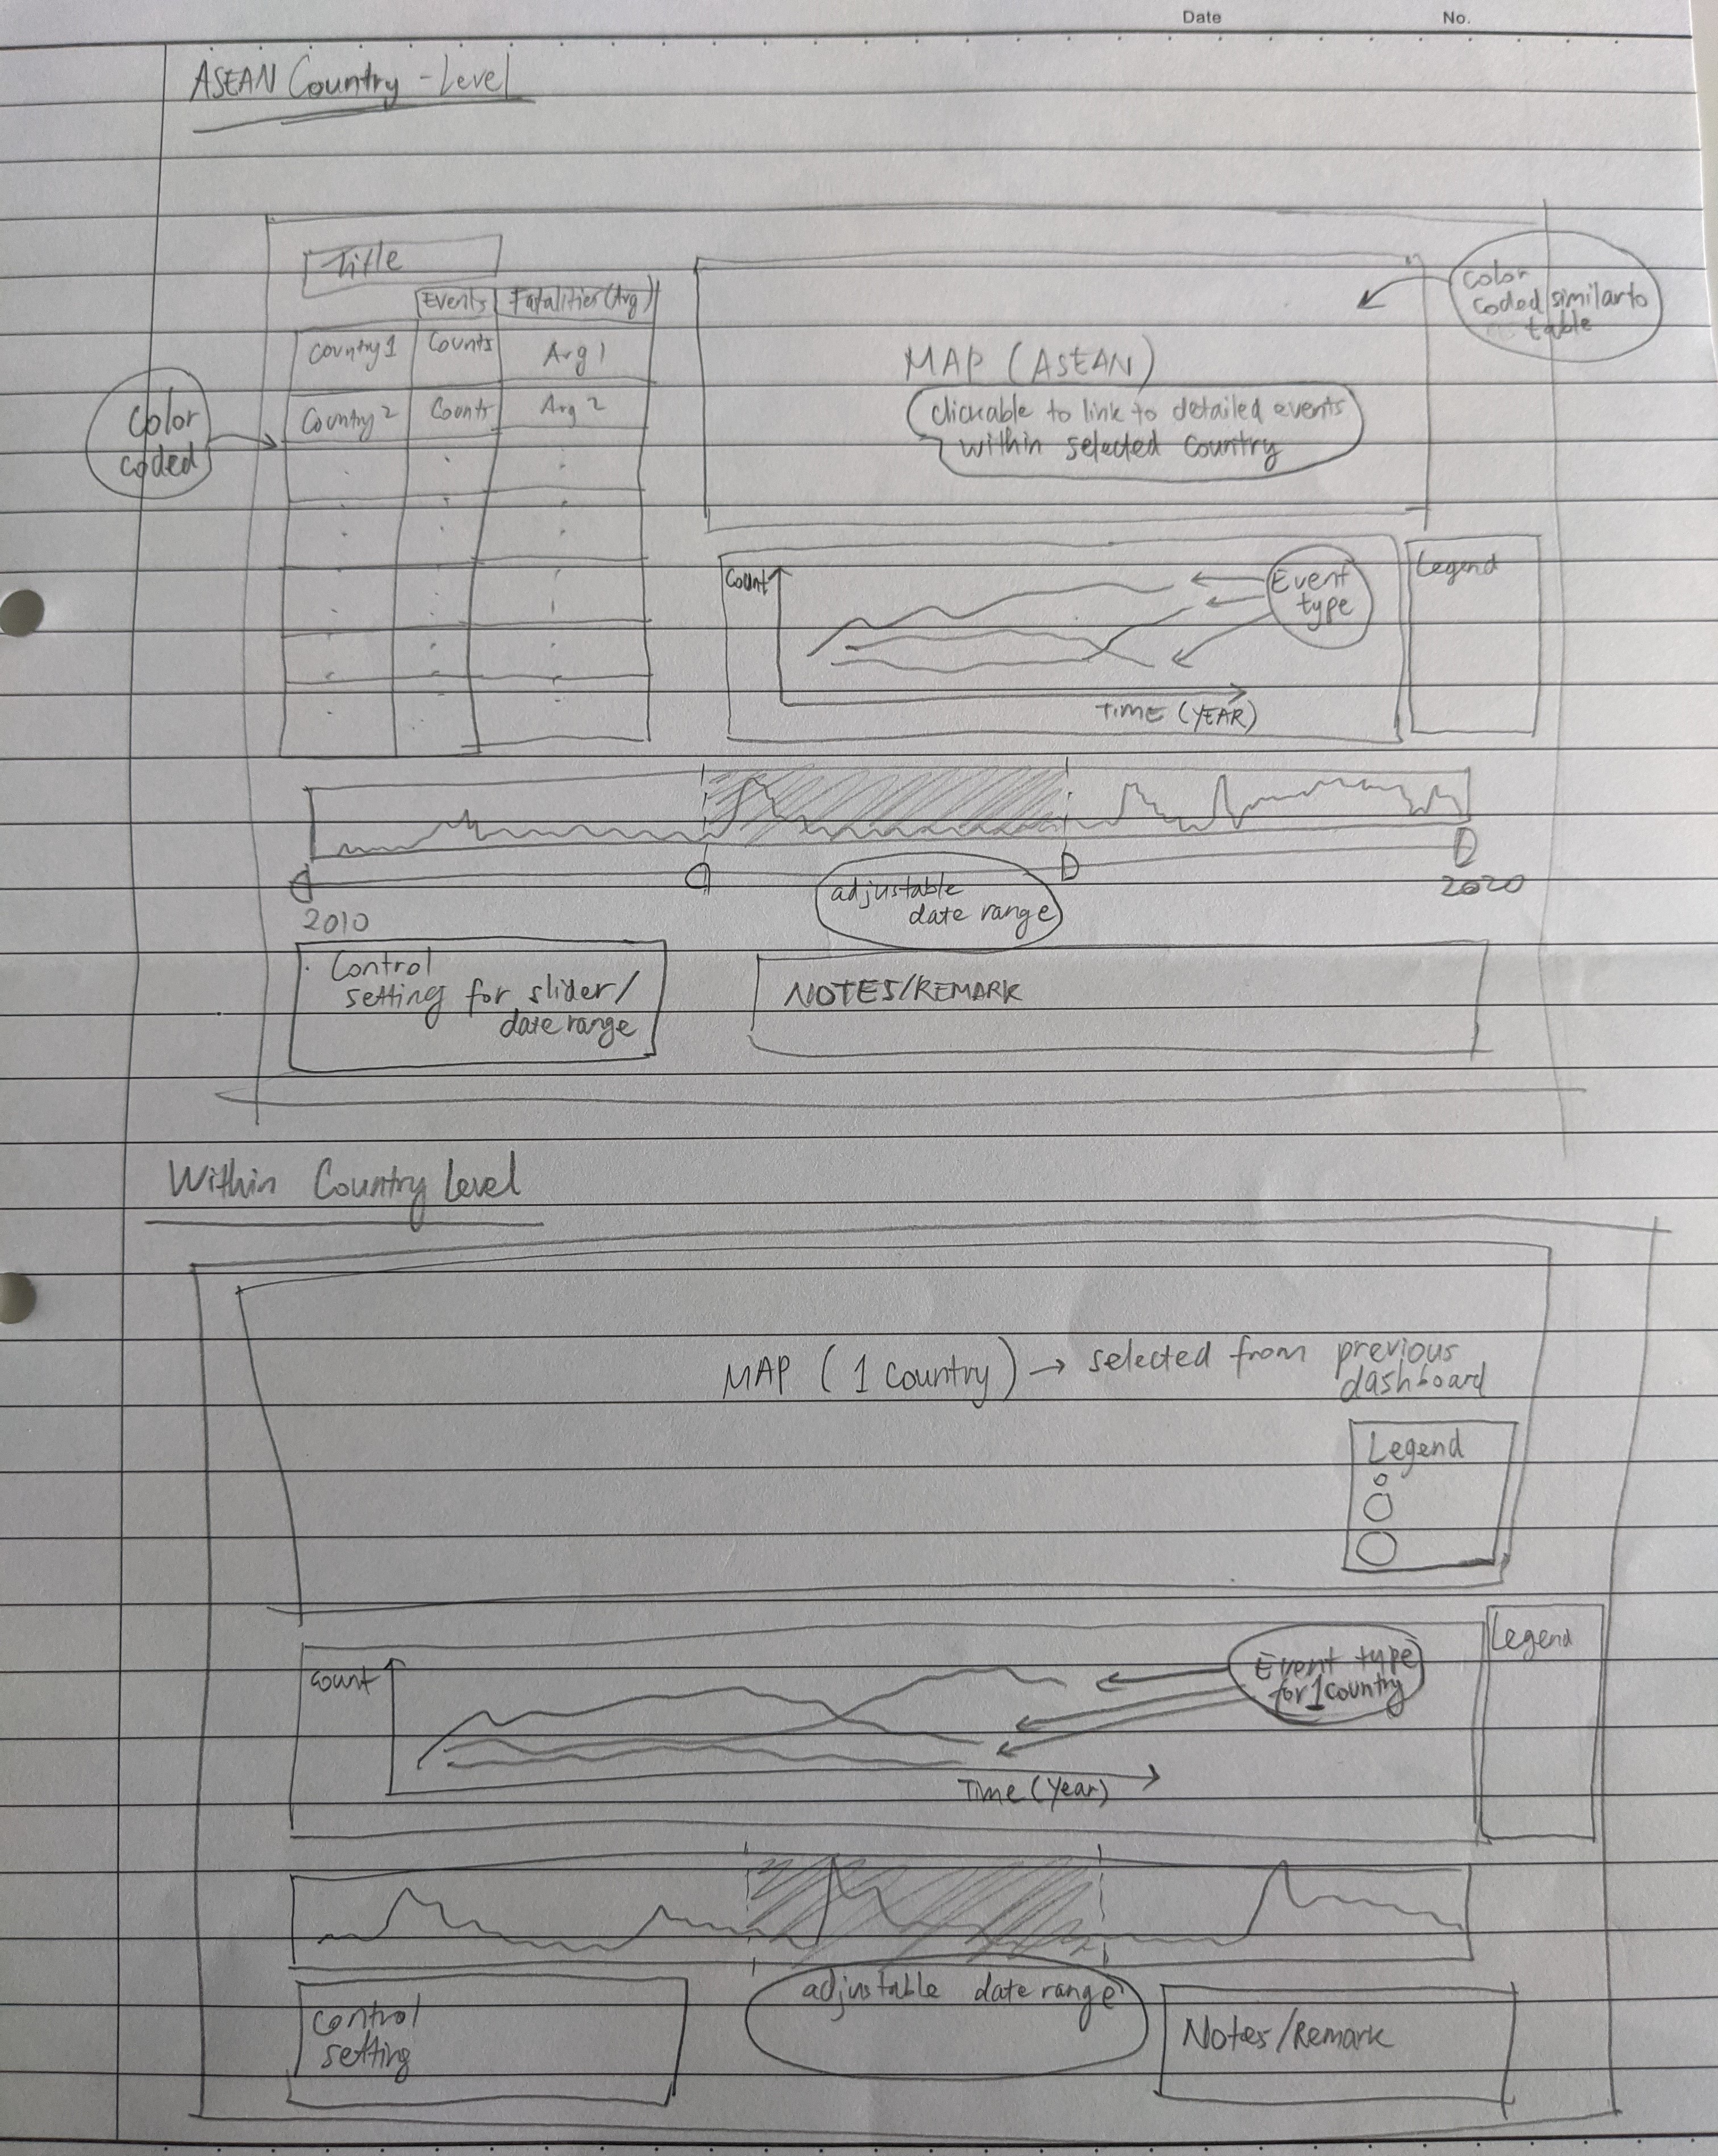 Date
No.
ASEAN Country-Level
Title
Events
Fatalities (Avg)
Country 1
Counts
Avg 1
Country 2
Counts
Avg 2
color
coded
MAP (ASEAN)
clickable to link to detailed events
within selected country
color
coded similar to
table
Count
Event
type
TIME (YEAR)
Legend
2010
adjustable
date range
2020
Control
setting for slider/
date range
NOTES/REMARK
Within Country Level
MAP (1 Country) → selected from previous
dashboard
Legend
Count
Event type
for 1 country
Time (Year)
Legend
adjustable date range
Control
setting
Notes/Remark